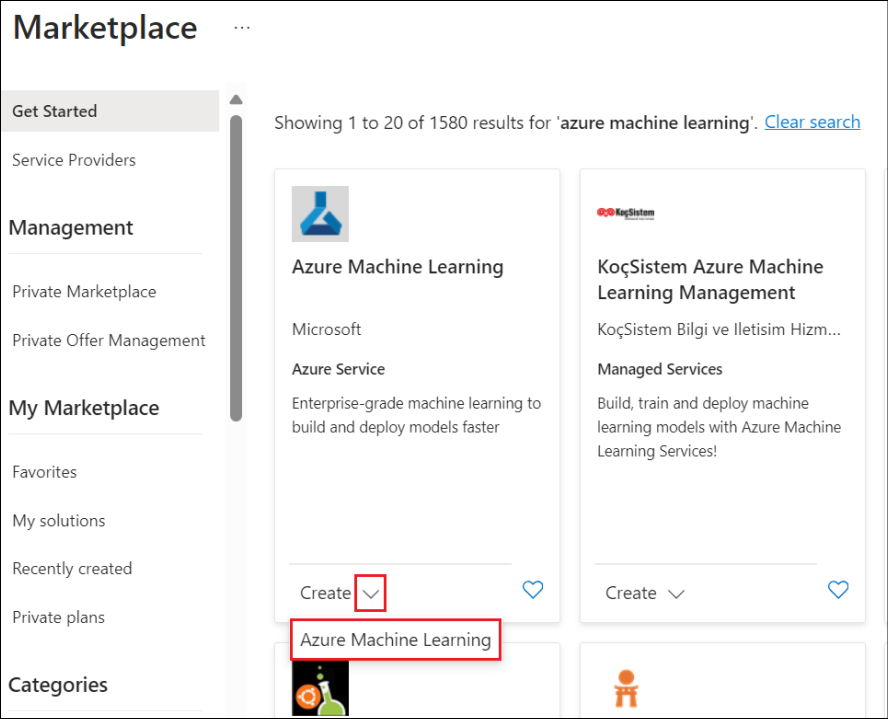 Marketplace ...
Get Started
Service Providers
Management
Private Marketplace
Private Offer Management
My Marketplace
Favorites
My solutions
Recently created
Private plans
Categories
Showing 1 to 20 of 1580 results for 'azure machine learning'. Clear search
Azure Machine Learning
Microsoft
Azure Service
Enterprise-grade machine learning to
build and deploy models faster
Create
Azure Machine Learning
KoçSistem
KoçSistem Azure Machine
Learning Management
KoçSistem Bilgi ve Iletisim Hizm...
Managed Services
Build, train and deploy machine
learning models with Azure Machine
Learning Services!
Create